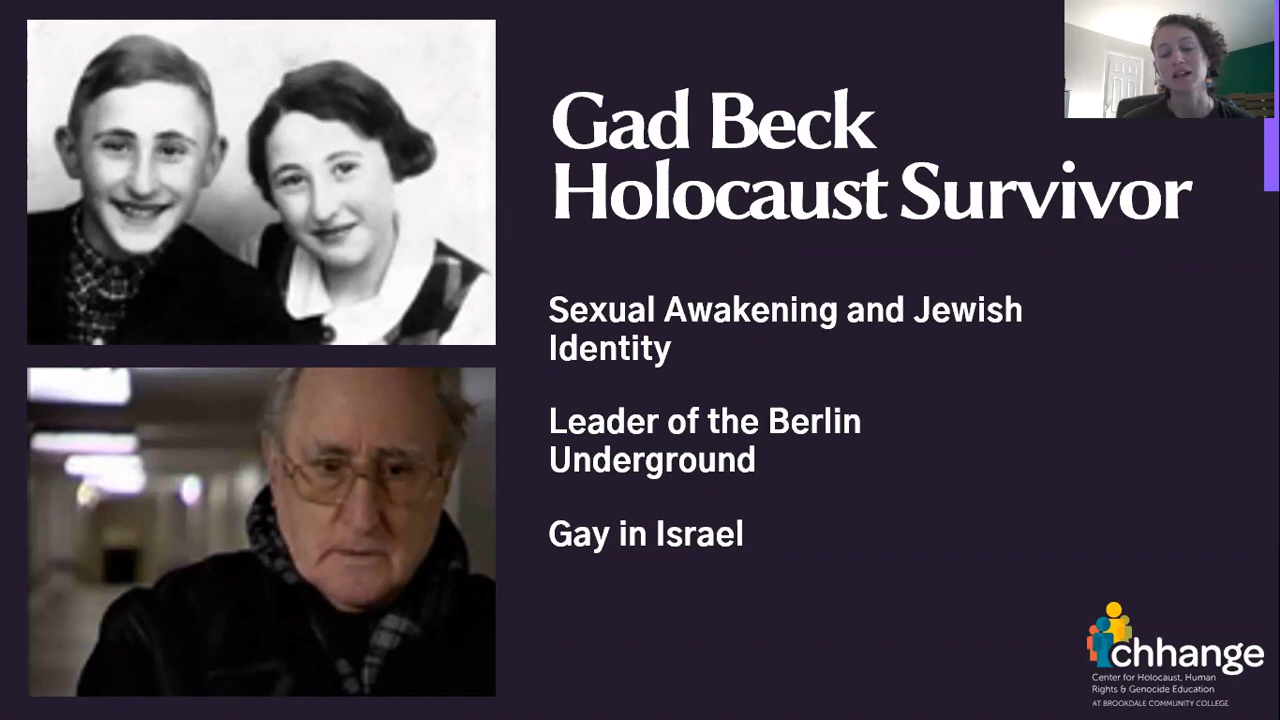 Gad Beck
Holocaust Survivor
Sexual Awakening and Jewish
Identity
Leader of the Berlin
Underground
Gay in Israel
chhange
Center for Holocaust, Human
Rights & Genocide Education
AT BROOKDALE COMMUNITY COLLEGE